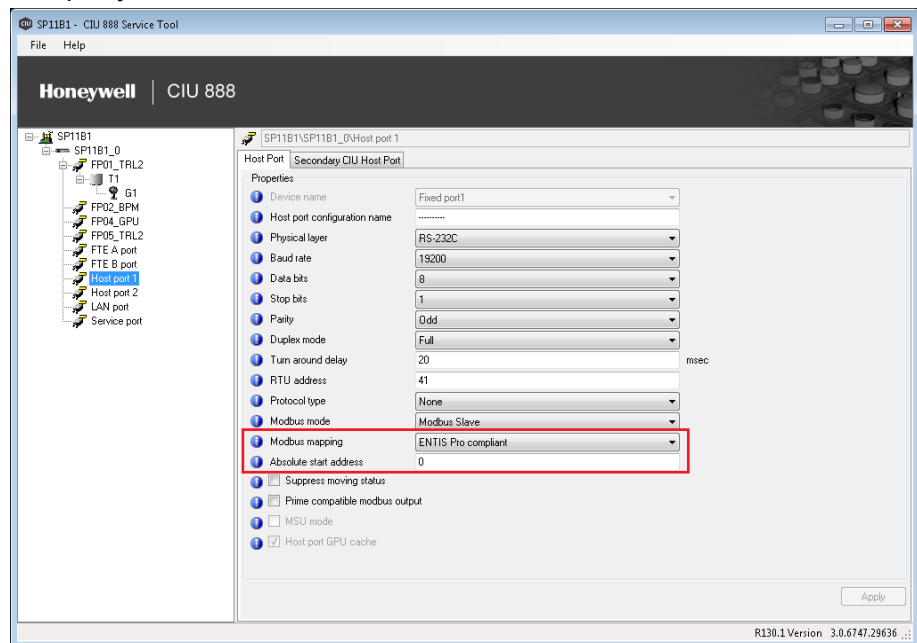 SP11B1 - CIU 888 Service Tool
File Help
Honeywell | CIU 888
SP11B1
SP11B1_0
FP01_TRL2
T1
G1
FP02_BPM
FP04_GPU
FP05_TRL2
FTE A port
FTE B port
Host port 1
Host port 2
LAN port
Service port
SP11B1\SP11B1_0\Host port 1
Host Port Secondary CIU Host Port
Properties
Device name Fixed port1
Host port configuration name ----------
Physical layer RS-232C
Baud rate 19200
Data bits 8
Stop bits 1
Parity Odd
Duplex mode Full
Turn around delay 20 msec
RTU address 41
Protocol type None
Modbus mode Modbus Slave
Modbus mapping ENTIS Pro compliant
Absolute start address 0
Suppress moving status
Prime compatible modbus output
MSU mode
Host port GPU cache
Apply
R130.1 Version 3.0.6747.29636